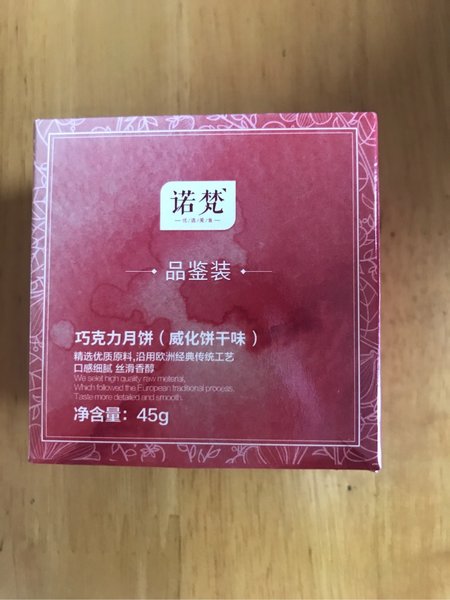 诺梵
品鉴装
巧克力月饼（威化饼干味）
精选优质原料,沿用欧洲经典传统工艺
口感细腻 丝滑香醇
We selet high quality raw meterial,
Which followed the European traditional process.
Taste more detailed and smooth.
净含量：45g